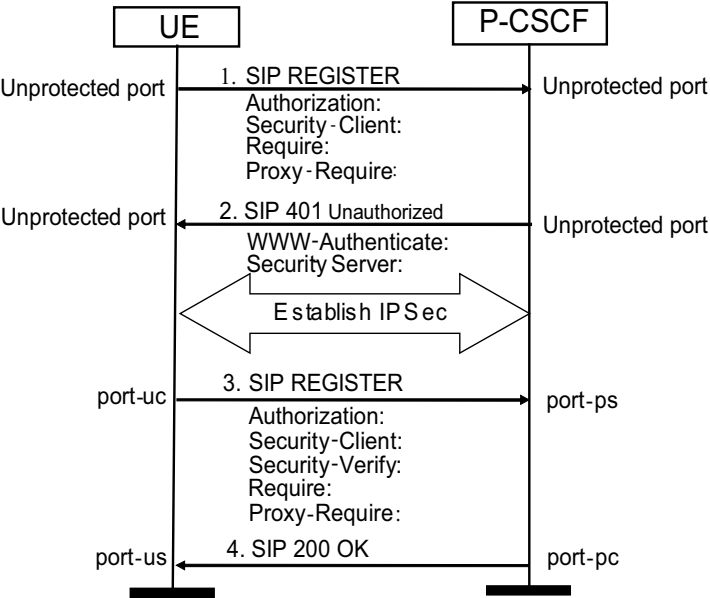 UE
P-CSCF
1. SIP REGISTER
Unprotected port
Unprotected port
Authorization:
Security-Client:
Require:
Proxy-Require:
2. SIP 401 Unauthorized
Unprotected port
Unprotected port
WWW-Authenticate:
Security Server:
Establish IPSec
3. SIP REGISTER
port-uc
port-ps
Authorization:
Security-Client:
Security-Verify:
Require:
Proxy-Require:
4. SIP 200 OK
port-us
port-pc